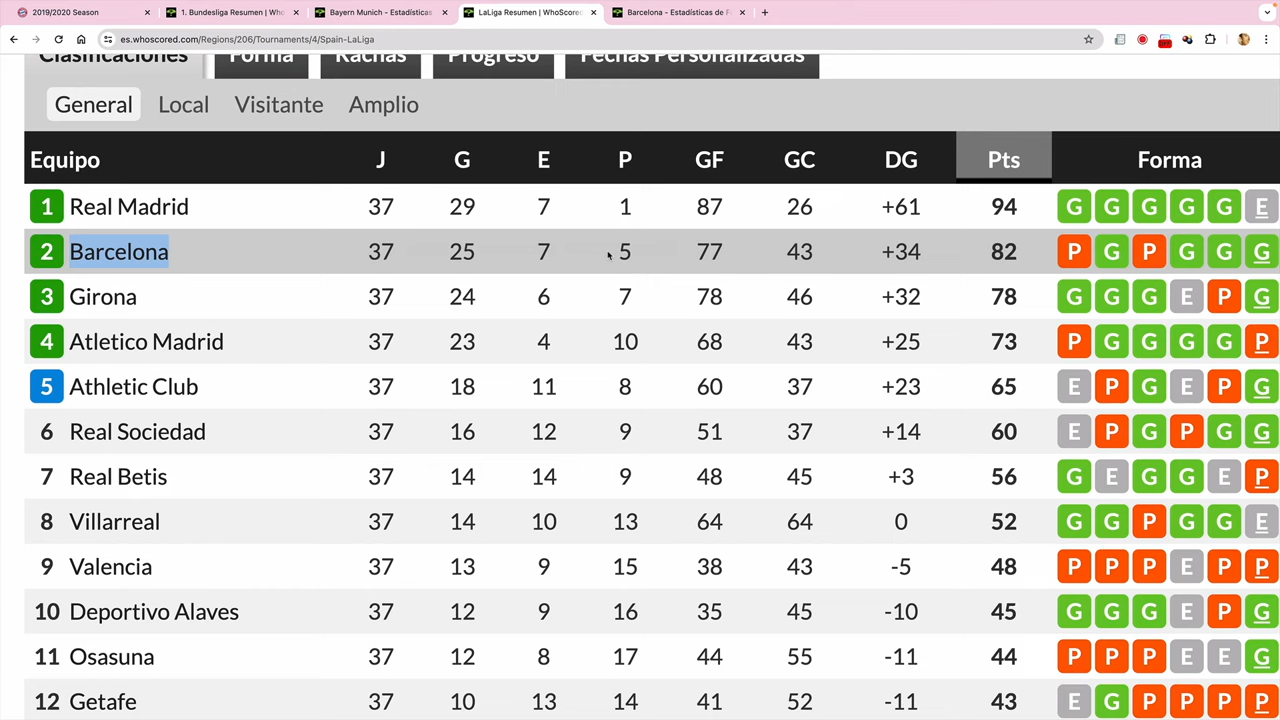 2019/2020 Season
1. Bundesliga Resumen | Who
Bayern Munich - Estadísticas
LaLiga Resumen | WhoScored
Barcelona - Estadísticas de F
es.whoscored.com/Regions/206/Tournaments/4/Spain-LaLiga
Clasificaciones Forma Rachas Progreso Fechas Personalizadas
General Local Visitante Amplio
Equipo J G E P GF GC DG Pts Forma
1 Real Madrid 37 29 7 1 87 26 +61 94 G G G G G E
2 Barcelona 37 25 7 5 77 43 +34 82 P G P G G G
3 Girona 37 24 6 7 78 46 +32 78 G G G E P G
4 Atletico Madrid 37 23 4 10 68 43 +25 73 P G G G G P
5 Athletic Club 37 18 11 8 60 37 +23 65 E P G E P G
6 Real Sociedad 37 16 12 9 51 37 +14 60 E P G P G G
7 Real Betis 37 14 14 9 48 45 +3 56 G E G G E P
8 Villarreal 37 14 10 13 64 64 0 52 G G P G G E
9 Valencia 37 13 9 15 38 43 -5 48 P P P E P P
10 Deportivo Alaves 37 12 9 16 35 45 -10 45 G G G E P G
11 Osasuna 37 12 8 17 44 55 -11 44 P P P E E G
12 Getafe 37 10 13 14 41 52 -11 43 E G P P P P